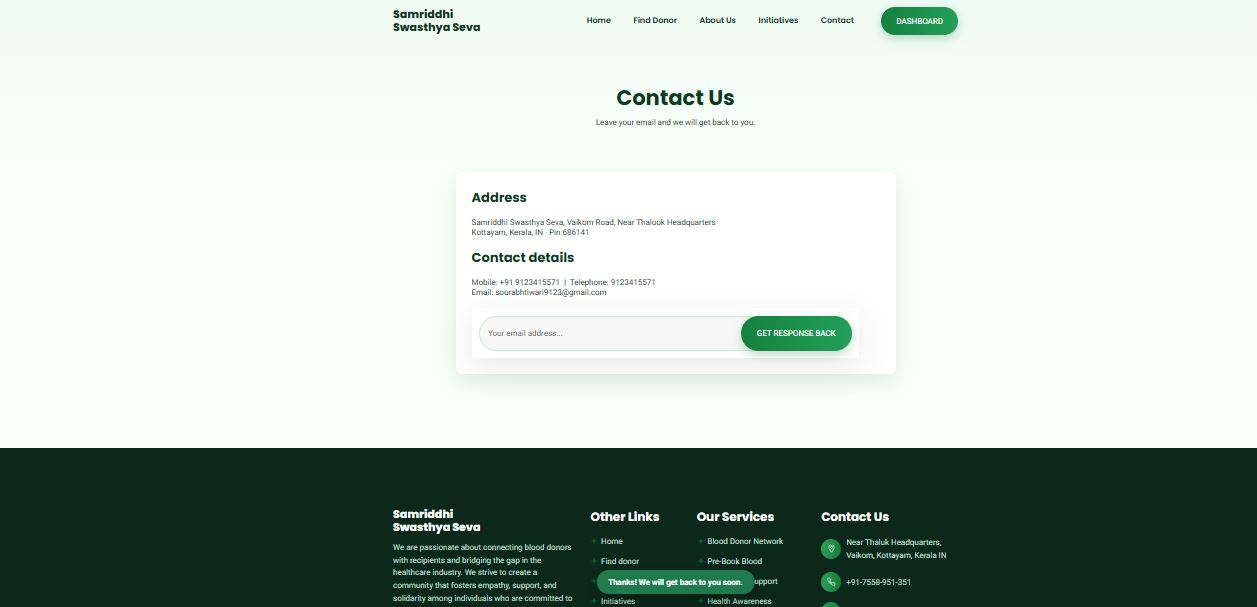 Samriddhi
Swasthya Seva
Home
Find Donor
About Us
Initiatives
Contact
DASHBOARD
Contact Us
Leave your email and we will get back to you.
Address
Samriddhi Swasthya Seva, Vaikom Road, Near Thalook Headquarters
Kottayam, Kerala, IN · Pin 686141
Contact details
Mobile: +91 9123415571 | Telephone: 9123415571
Email: sourabhtiwari9123@gmail.com
Your email address...
GET RESPONSE BACK
Samriddhi
Swasthya Seva
We are passionate about connecting blood donors
with recipients and bridging the gap in the
healthcare industry. We strive to create a
community that fosters empathy, support, and
solidarity among individuals who are committed to
Other Links
Home
Find donor
Initiatives
Our Services
Blood Donor Network
Pre-Book Blood
upport
Health Awareness
Thanks! We will get back to you soon.
Contact Us
Near Thaluk Headquarters,
Vaikom, Kottayam, Kerala IN
+91-7558-951-351